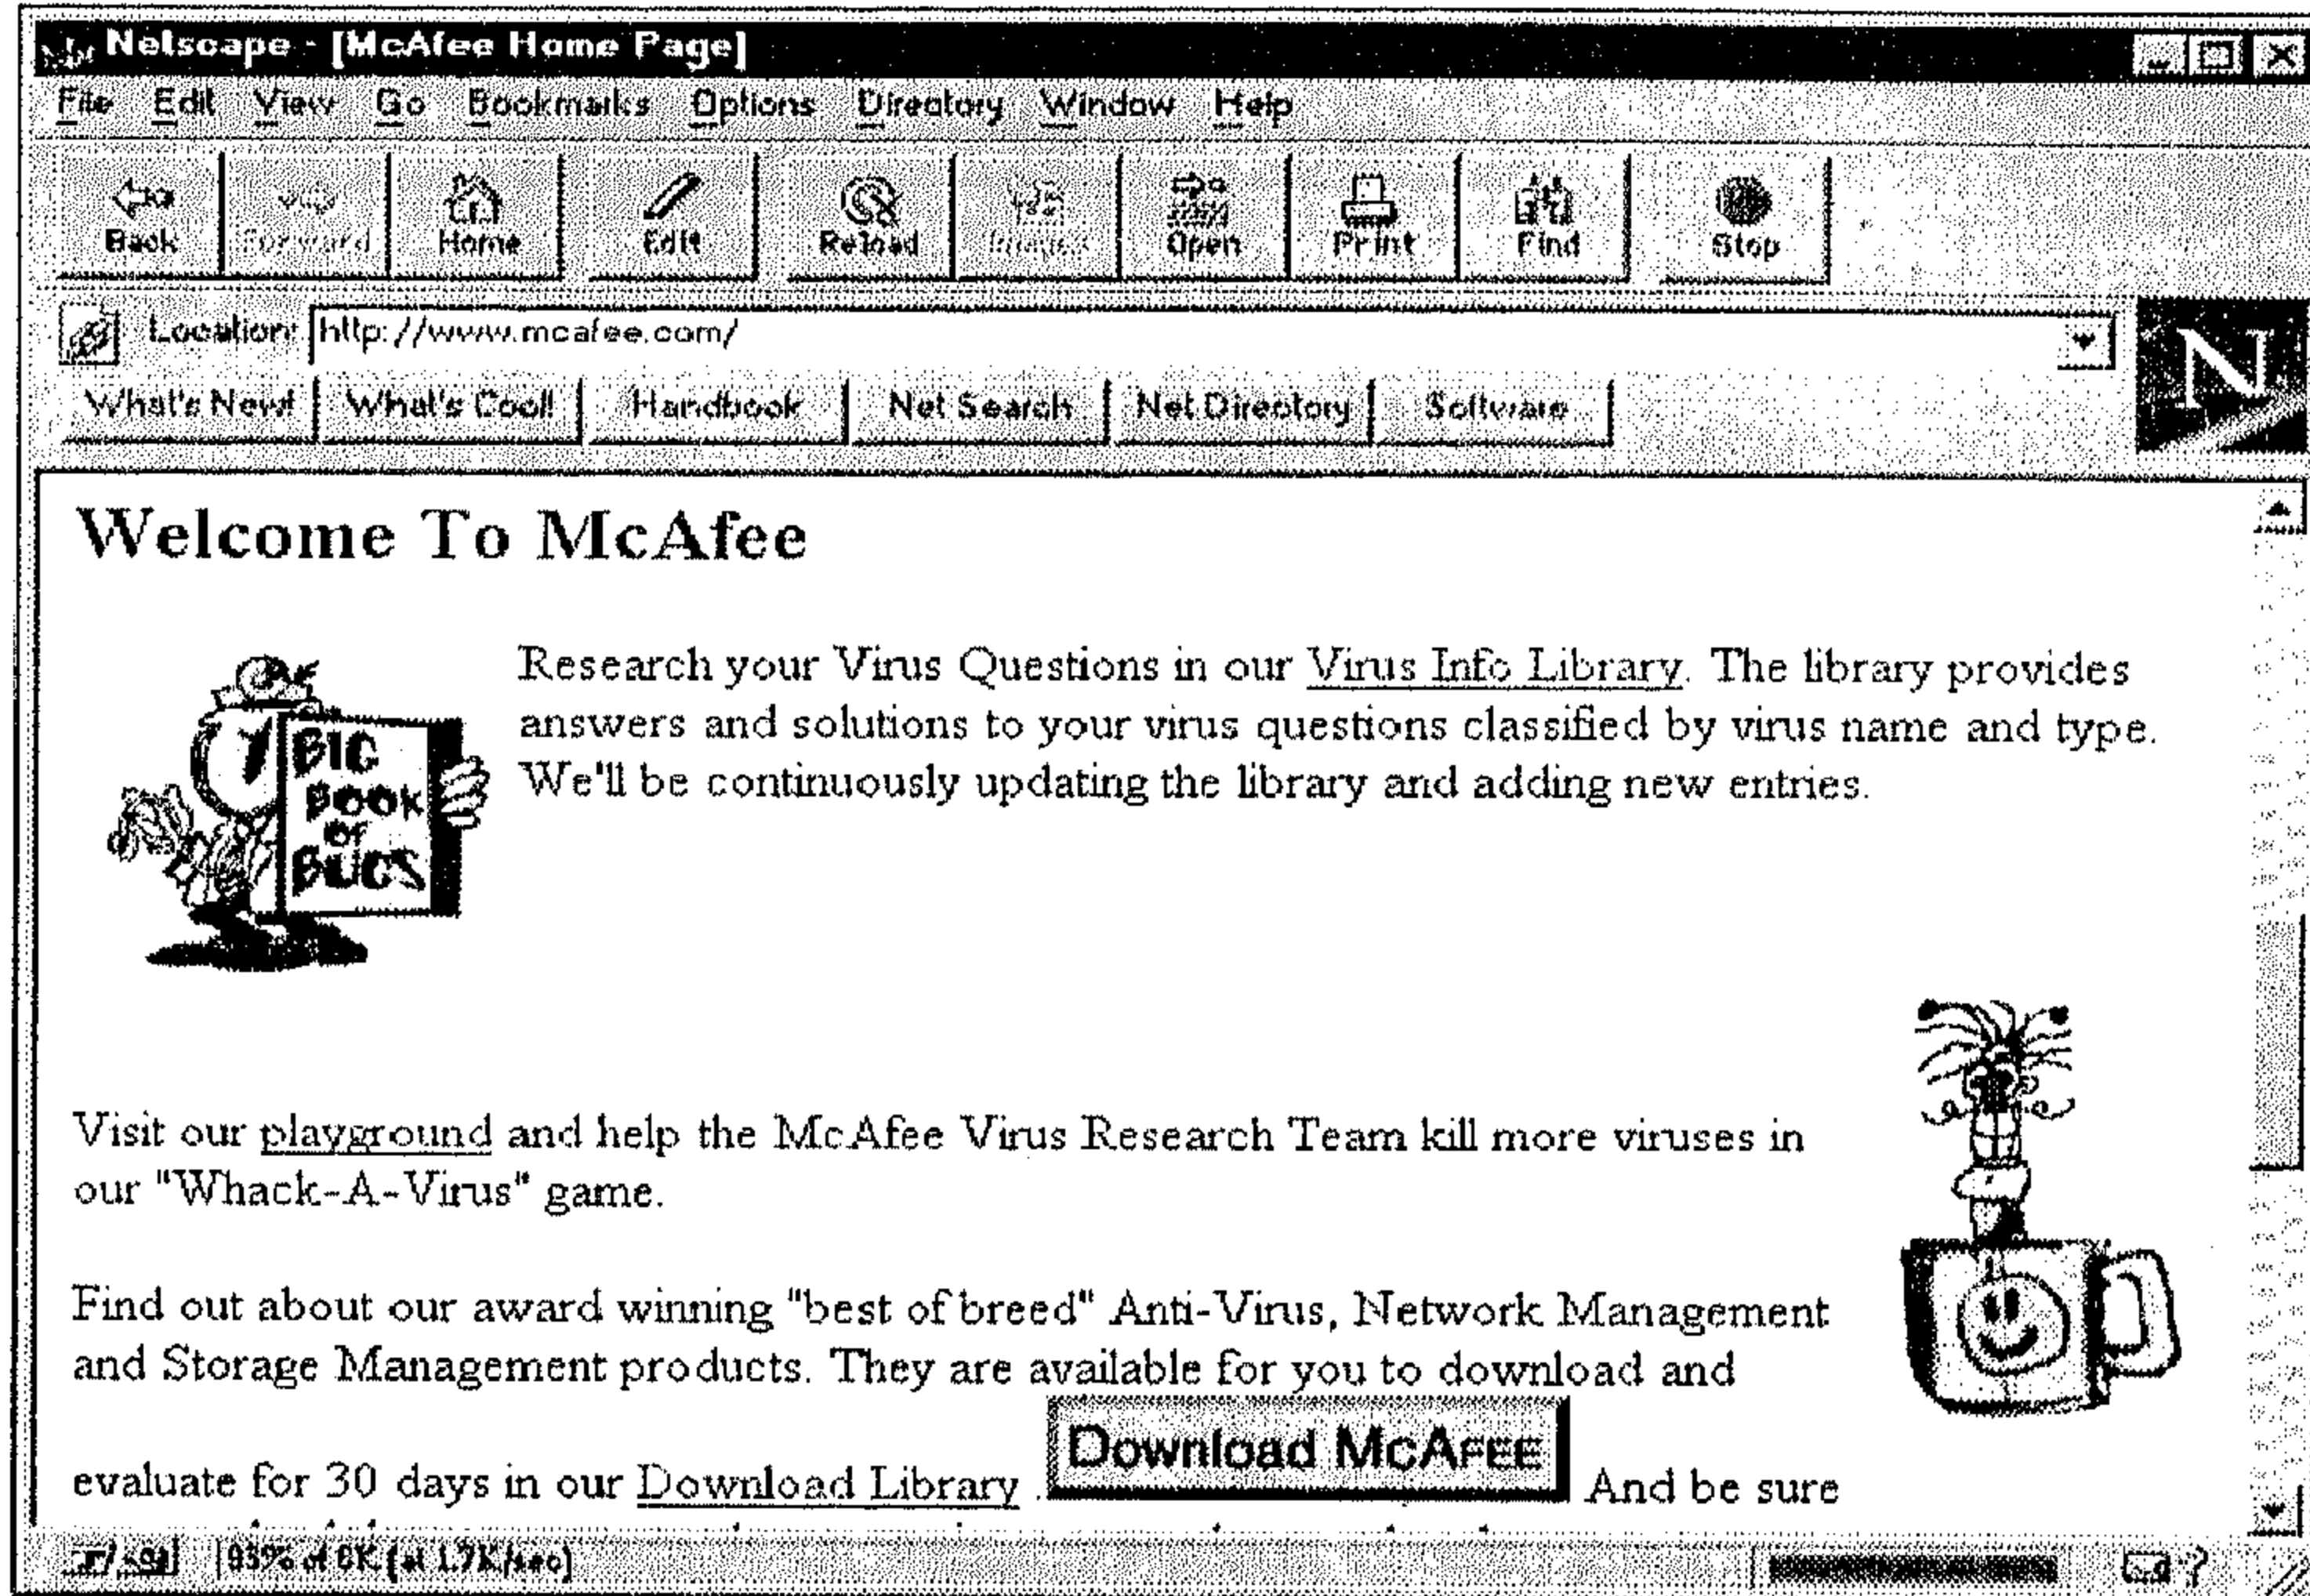 Netscape - [McAfee Home Page]
File Edit View Go Bookmarks Options Directory Window Help
Back Forward Home Edit Reload Images Open Print Find Stop
Location: http://www.mcafee.com/
N
What's New! What's Cool! Handbook Net Search Net Directory Software
Welcome To McAfee
Research your Virus Questions in our Virus Info Library. The library provides
answers and solutions to your virus questions classified by virus name and type.
We'll be continuously updating the library and adding new entries.
BIG
BOOK
OF
BUGS
Visit our playground and help the McAfee Virus Research Team kill more viruses in
our "Whack-A-Virus" game.
Find out about our award winning "best of breed" Anti-Virus, Network Management
and Storage Management products. They are available for you to download and
evaluate for 30 days in our Download Library . Download McAfee And be sure
of 8K (at 1.7K/sec)